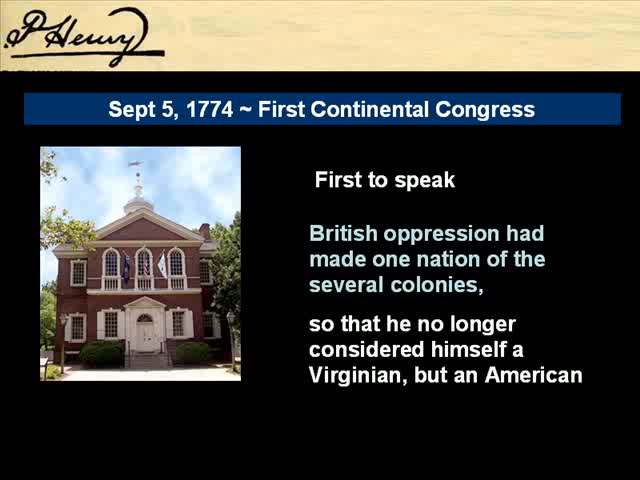 P Henry
Sept 5, 1774 ~ First Continental Congress
First to speak
British oppression had
made one nation of the
several colonies,
so that he no longer
considered himself a
Virginian, but an American